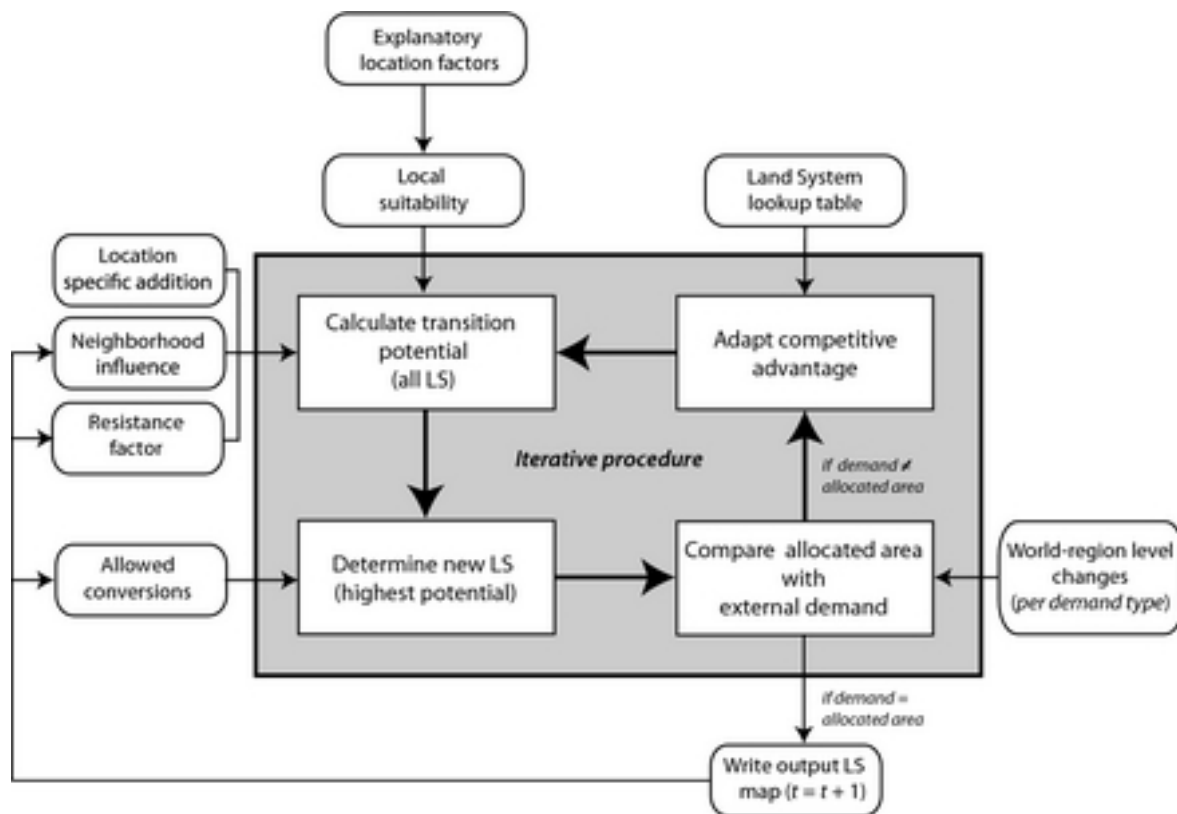 Explanatory
location factors
Local
suitability
Land System
lookup table
Location
specific addition
Neighborhood
influence
Resistance
factor
Calculate transition
potential
(all LS)
Adapt competitive
advantage
Iterative procedure
if demand ≠
allocated area
Allowed
conversions
Determine new LS
(highest potential)
Compare allocated area
with
external demand
World-region level
changes
(per demand type)
if demand =
allocated area
Write output LS
map (t = t + 1)